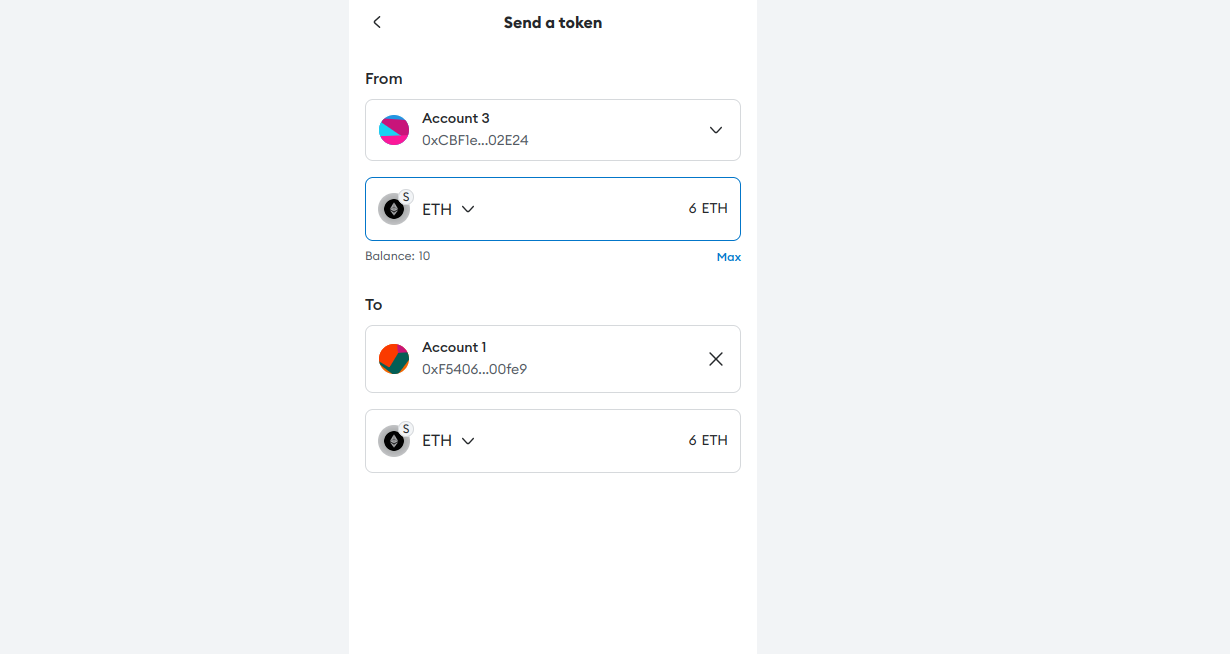 Send a token
From
Account 3
0xCBF1e...02E24
S
ETH
6 ETH
Balance: 10
Max
To
Account 1
0xF5406...00fe9
S
ETH
6 ETH